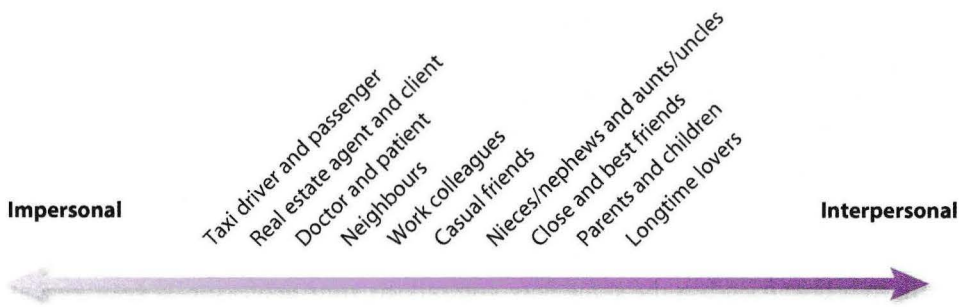 Impersonal
Taxi driver and passenger
Real estate agent and client
Doctor and patient
Neighbours
Work colleagues
Casual friends
Nieces/nephews and aunts/uncles
Close and best friends
Parents and children
Longtime lovers
Interpersonal